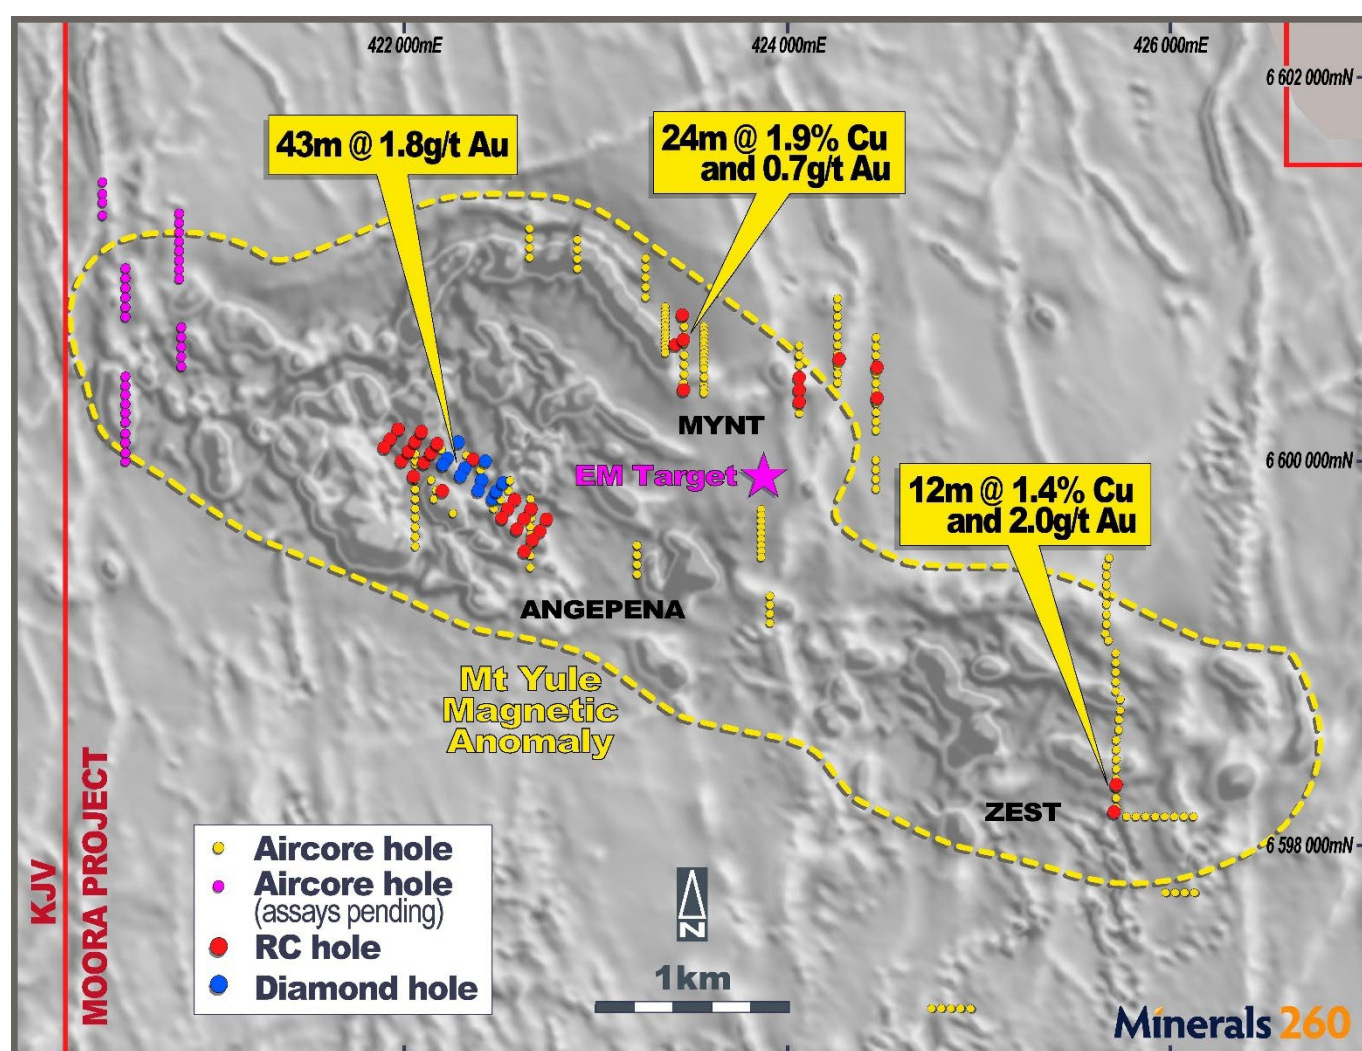 422 000mE
424 000mE
426 000mE
6 602 000mN
43m @ 1.8g/t Au
24m @ 1.9% Cu
and 0.7g/t Au
MYNT
EM Target
6 600 000mN
12m @ 1.4% Cu
and 2.0g/t Au
ANGEPENA
Mt Yule
Magnetic
Anomaly
ZEST
6 598 000mN
KJV
MOORA PROJECT
Aircore hole
Aircore hole
(assays pending)
RC hole
Diamond hole
N
1km
Minerals 260